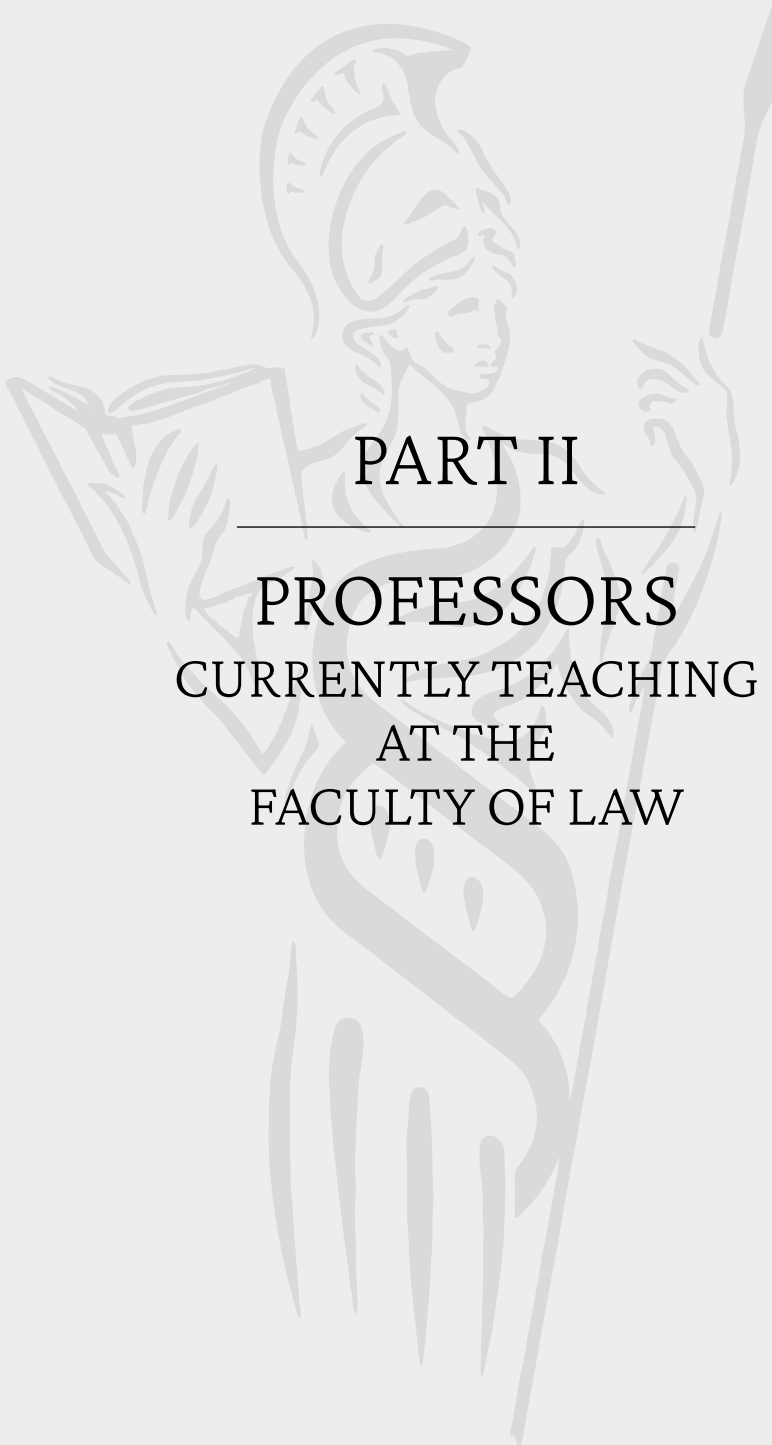 PART II
PROFESSORS
CURRENTLY TEACHING
AT THE
FACULTY OF LAW